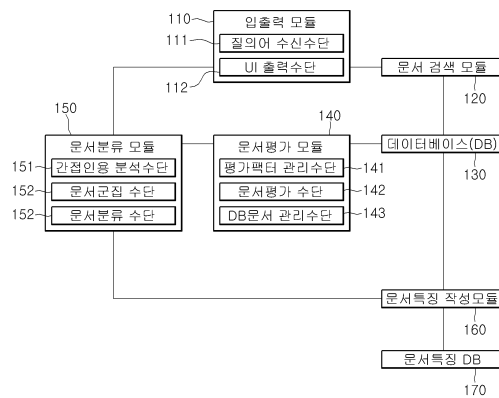 110
입출력 모듈
111
질의어 수신수단
UI 출력수단
112
문서 검색 모듈
120
150
문서분류 모듈
151
간접인용 분석수단
152
문서군집 수단
152
문서분류 수단
140
문서평가 모듈
평가팩터 관리수단
141
문서평가 수단
142
DB문서 관리수단
143
데이터베이스(DB)
130
문서특징 작성모듈
160
문서특징 DB
170